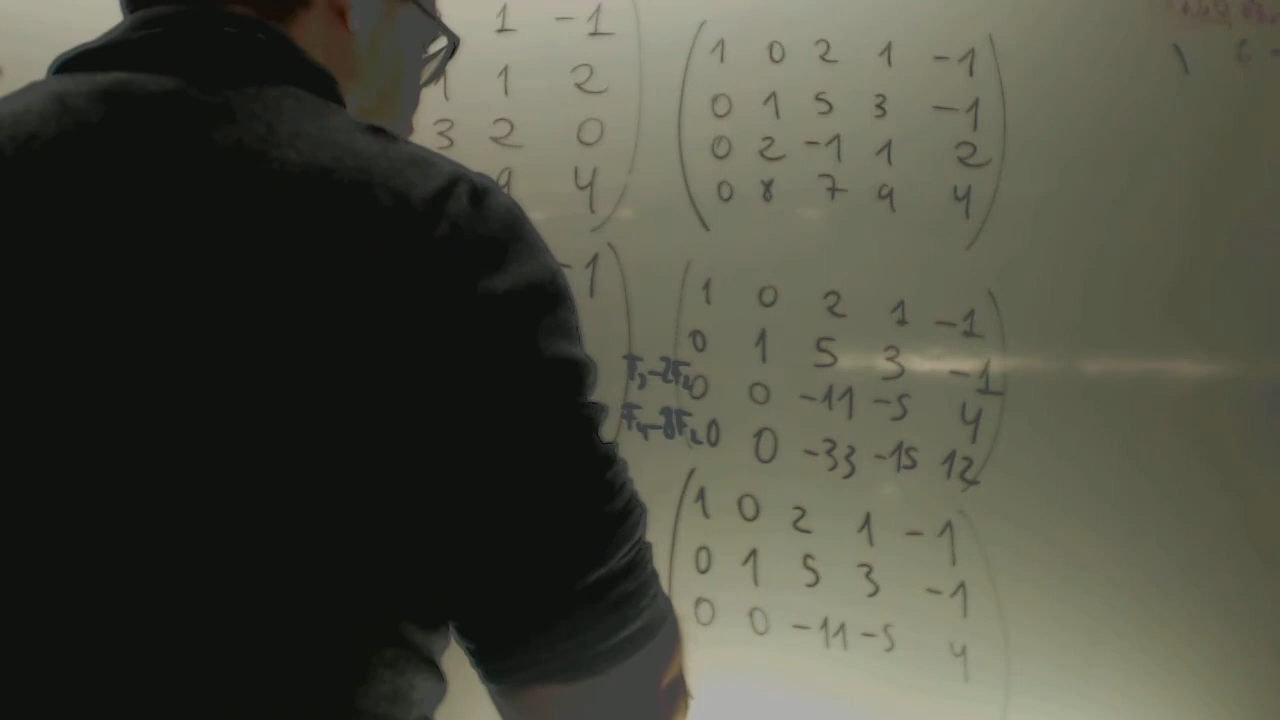 1 -1
1 1 2
3 2 0
9 4
-1
1 0 2 1 -1
0 1 5 3 -1
0 2 -1 1 2
0 8 7 9 4
1 0 2 1 -1
0 1 5 3 -1
F₃-2F₂ 0 0 -11 -5 4
F₄-8F₂ 0 0 -33 -15 12
1 0 2 1 -1
0 1 5 3 -1
0 0 -11 -5 4